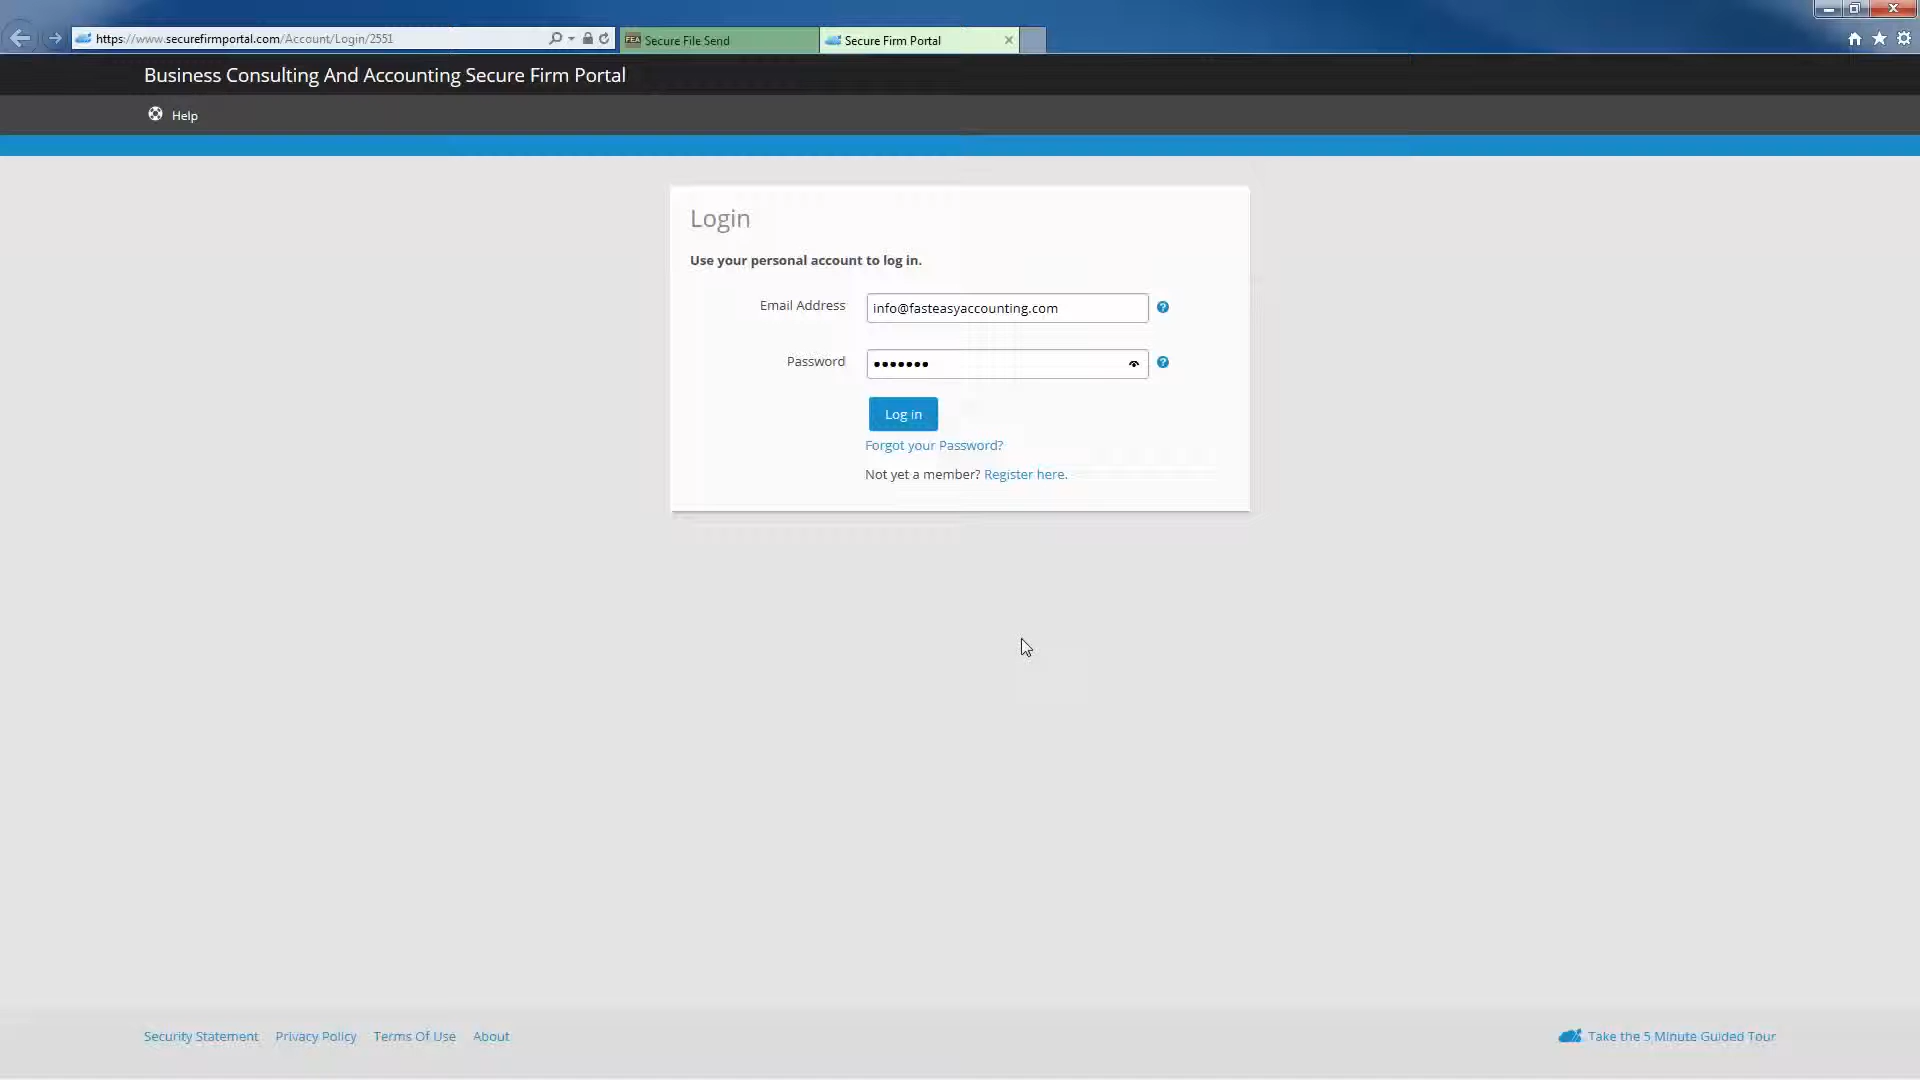 https://www.securefirmportal.com/Account/Login/2551
FEA Secure File Send
Secure Firm Portal
Business Consulting And Accounting Secure Firm Portal
Help
Login
Use your personal account to log in.
Email Address info@fasteasyaccounting.com ?
Password ••••••• ?
Log in
Forgot your Password?
Not yet a member? Register here.
Security Statement Privacy Policy Terms Of Use About Take the 5 Minute Guided Tour